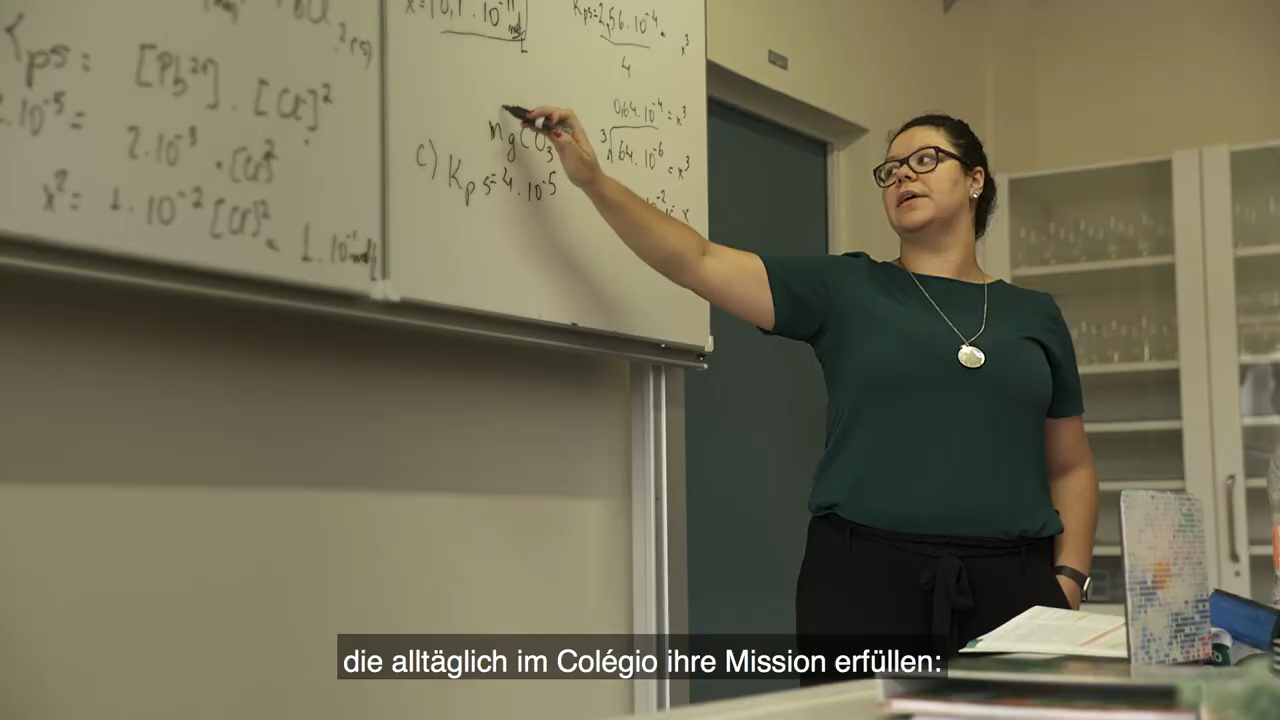 Kps = [Pb²⁺] . [Cl⁻]²
2.10⁻⁵ =
2.10⁻³ . [Cl⁻]²
x² = 1 . 10⁻² [Cl⁻]² =
1 . 10⁻¹ mol/L
x = 10,1 . 10⁻¹¹ mol/L
Kps = 2,56 . 10⁻⁴ = x³
4
0,64 . 10⁻⁴ = x³
³√64 . 10⁻⁶ = x³
MgCO₃
c) Kps = 4 . 10⁻⁵
die alltäglich im Colégio ihre Mission erfüllen: